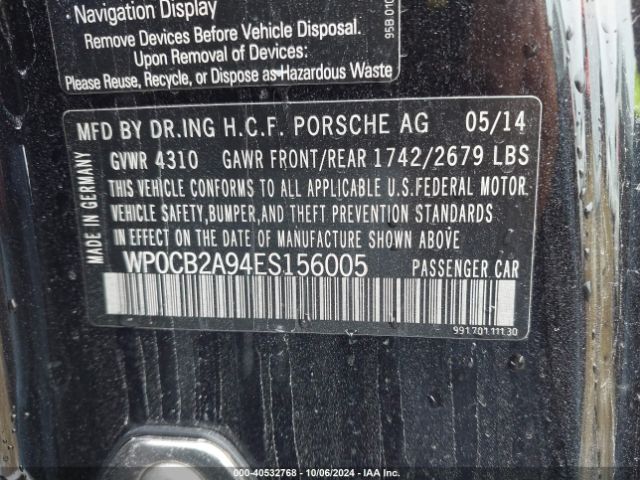 · Navigation Display
Remove Devices Before Vehicle Disposal.
Upon Removal of Devices:
Please Reuse, Recycle, or Dispose as Hazardous Waste
95B 010
MFD BY DR.ING H.C.F. PORSCHE AG 05/14
GVWR 4310 GAWR FRONT/REAR 1742/2679 LBS
THIS VEHICLE CONFORMS TO ALL APPLICABLE U.S.FEDERAL MOTOR
VEHICLE SAFETY,BUMPER,AND THEFT PREVENTION STANDARDS
IN EFFECT ON THE DATE OF MANUFACTURE SHOWN ABOVE
MADE IN GERMANY
WP0CB2A94ES156005 PASSENGER CAR
991.701.111.30
000-40532768 | 10/06/2024 | IAA Inc.